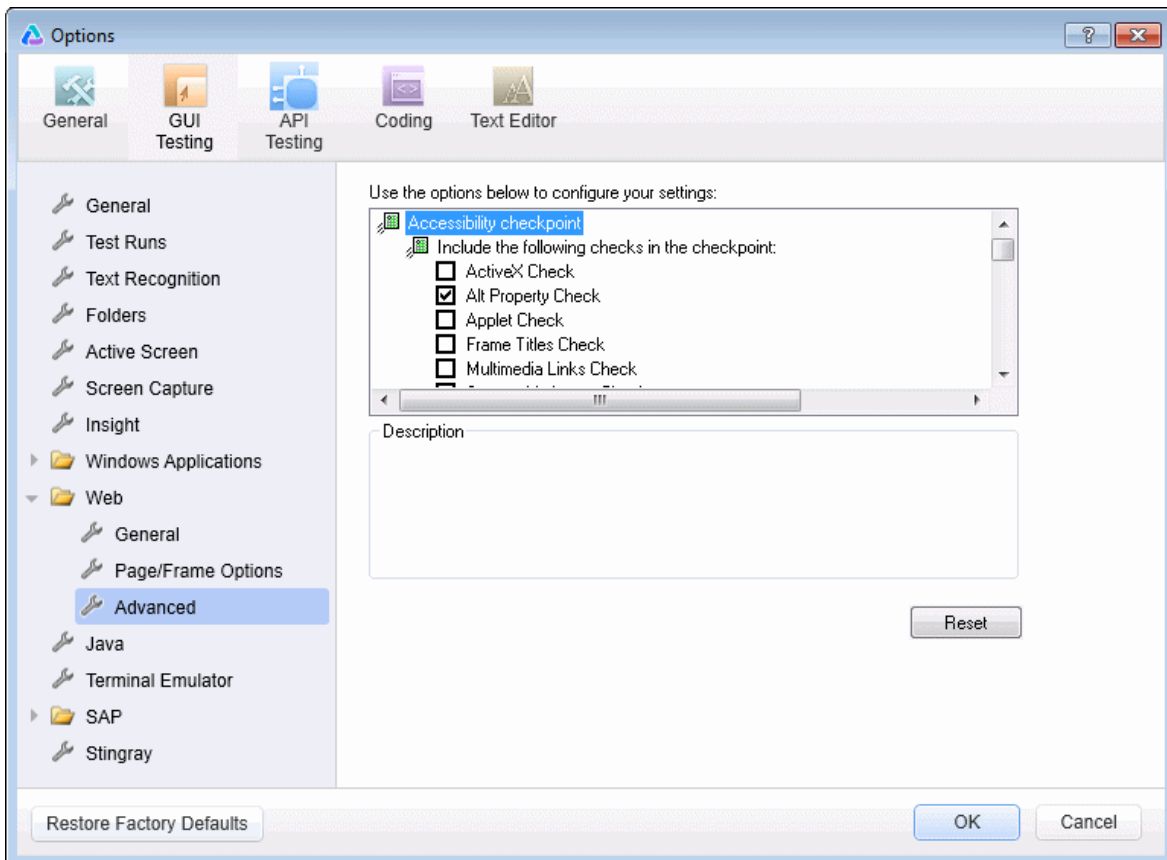 Options
General
GUI
Testing
API
Testing
Coding
Text Editor
General
Test Runs
Text Recognition
Folders
Active Screen
Screen Capture
Insight
Windows Applications
Web
General
Page/Frame Options
Advanced
Java
Terminal Emulator
SAP
Stingray
Use the options below to configure your settings:
Accessibility checkpoint
Include the following checks in the checkpoint:
ActiveX Check
Alt Property Check
Applet Check
Frame Titles Check
Multimedia Links Check
Description
Reset
Restore Factory Defaults
OK
Cancel